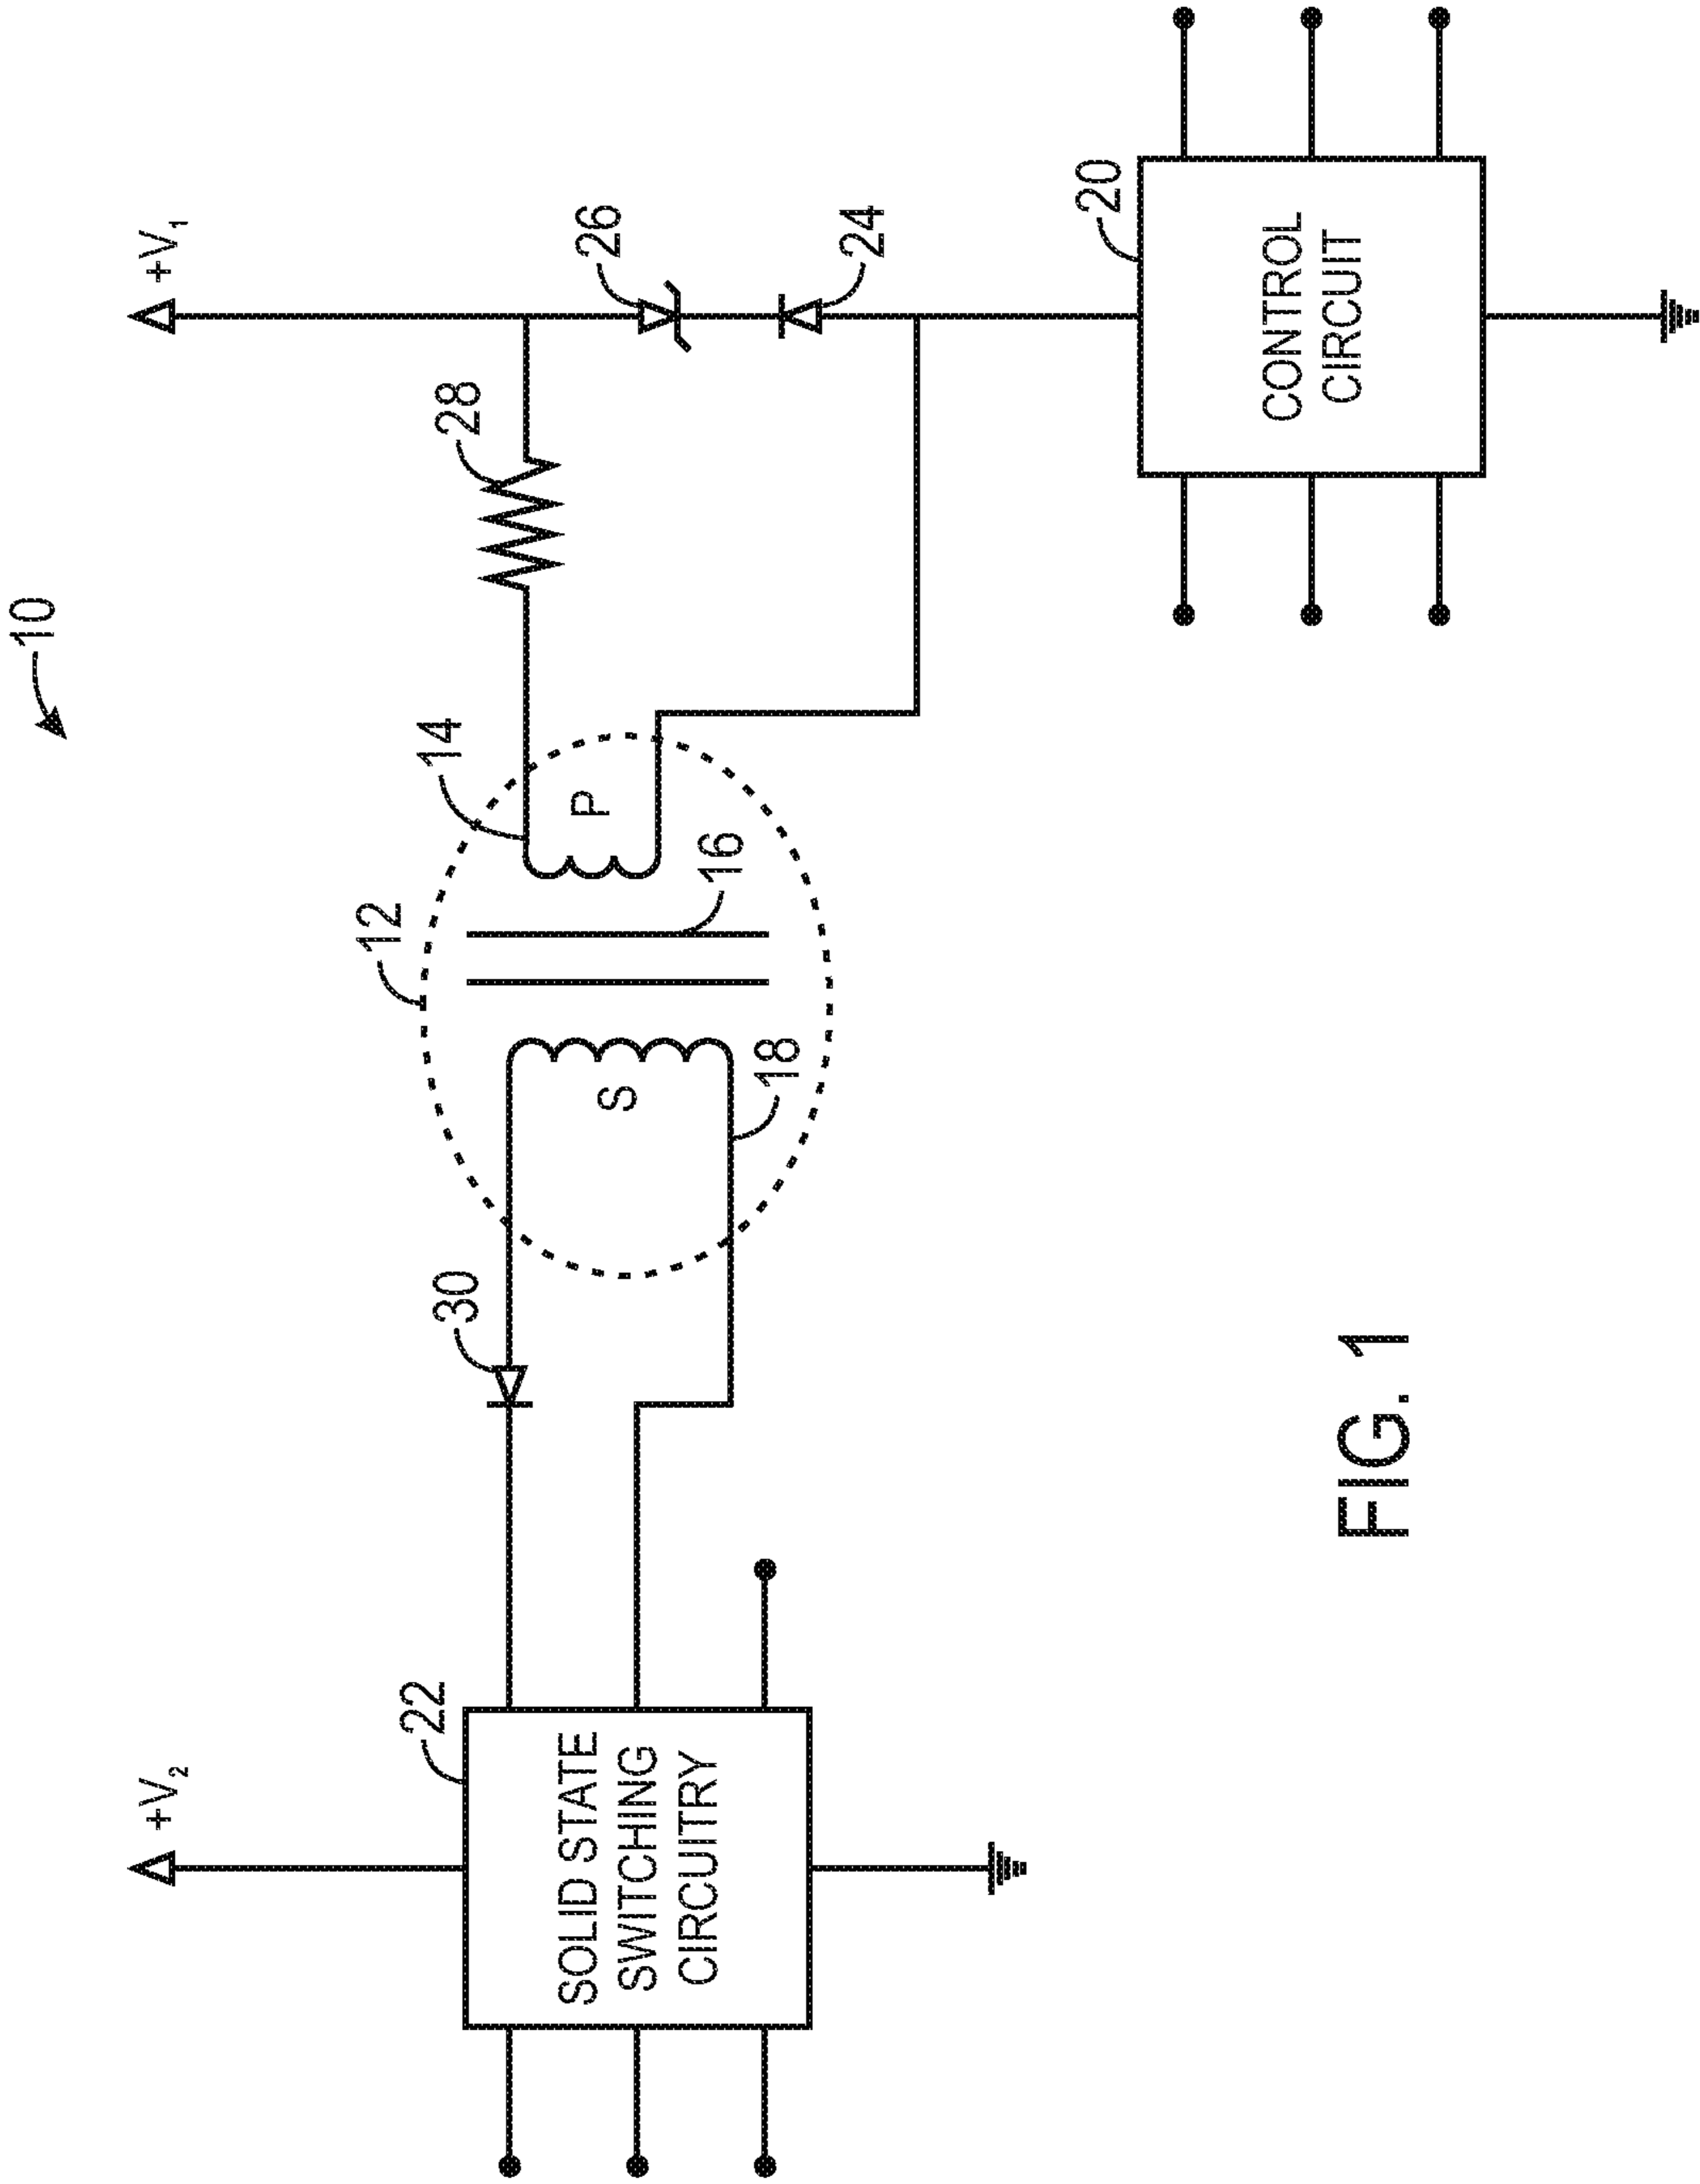 10
+V₂
+V₁
22
30
12
14
28
26
24
S
P
16
18
SOLID STATE
SWITCHING
CIRCUITRY
20
CONTROL
CIRCUIT
FIG. 1